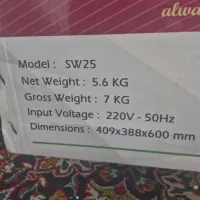 alwa
Model : SW25
Net Weight : 5.6 KG
Gross Weight : 7 KG
Input Voltage : 220V - 50Hz
Dimensions : 409x388x600 mm